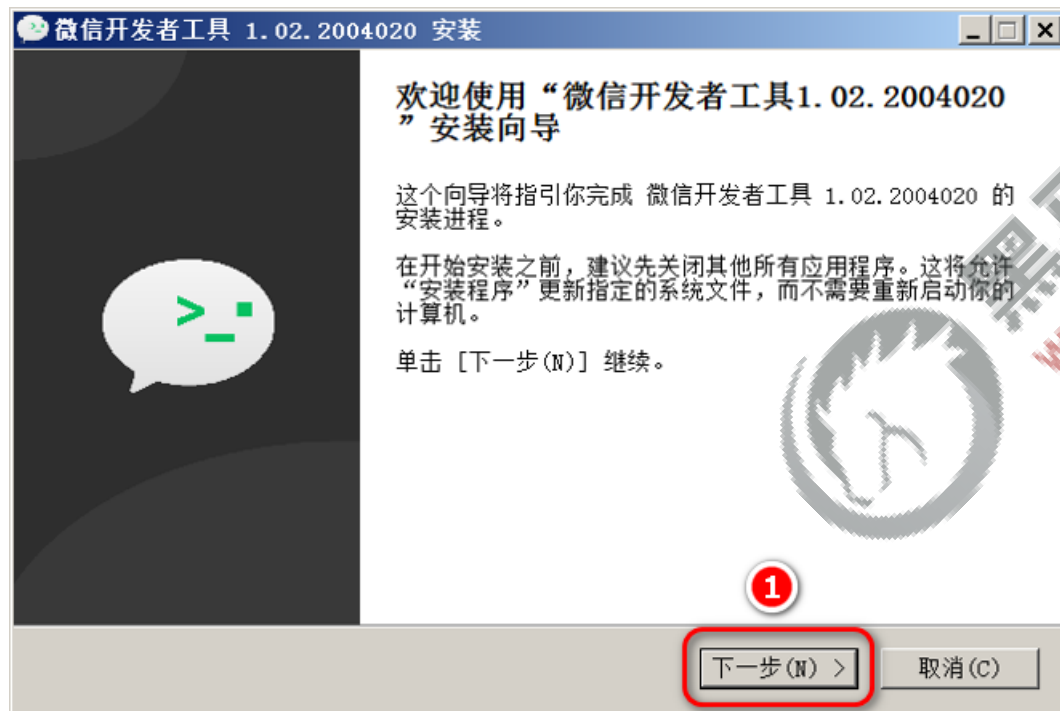 微信开发者工具 1.02.2004020 安装
欢迎使用“微信开发者工具1.02.2004020
”安装向导
这个向导将指引你完成 微信开发者工具 1.02.2004020 的
安装进程。
在开始安装之前，建议先关闭其他所有应用程序。这将允许
“安装程序”更新指定的系统文件，而不需要重新启动你的
计算机。
单击 [下一步(N)] 继续。
>_
1
下一步(N) >
取消(C)
黑